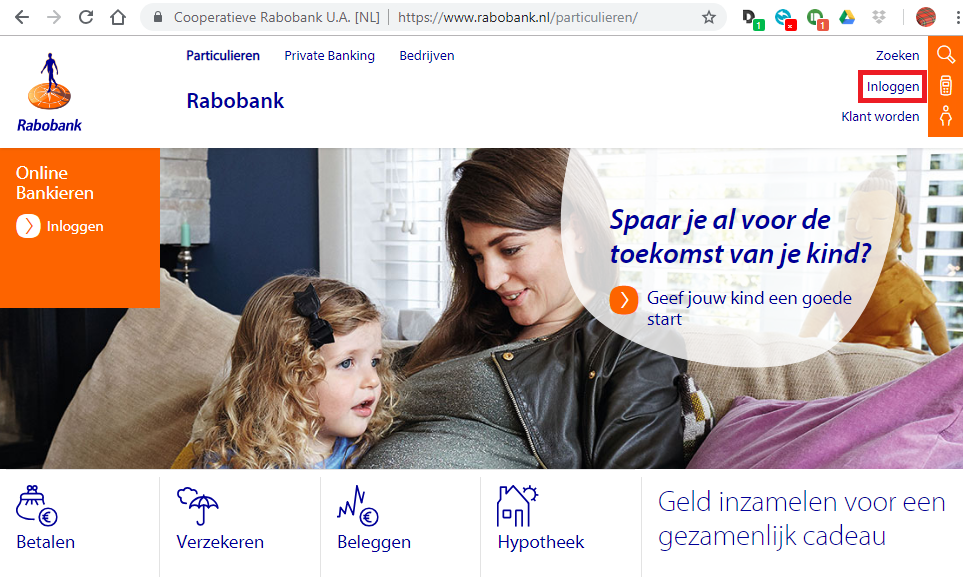 Cooperatieve Rabobank U.A. [NL] | https://www.rabobank.nl/particulieren/
1
1
Particulieren Private Banking Bedrijven
Zoeken
Rabobank
Inloggen
Klant worden
Rabobank
Online
Bankieren
Inloggen
Spaar je al voor de
toekomst van je kind?
Geef jouw kind een goede
start
Betalen
Verzekeren
Beleggen
Hypotheek
Geld inzamelen voor een
gezamenlijk cadeau